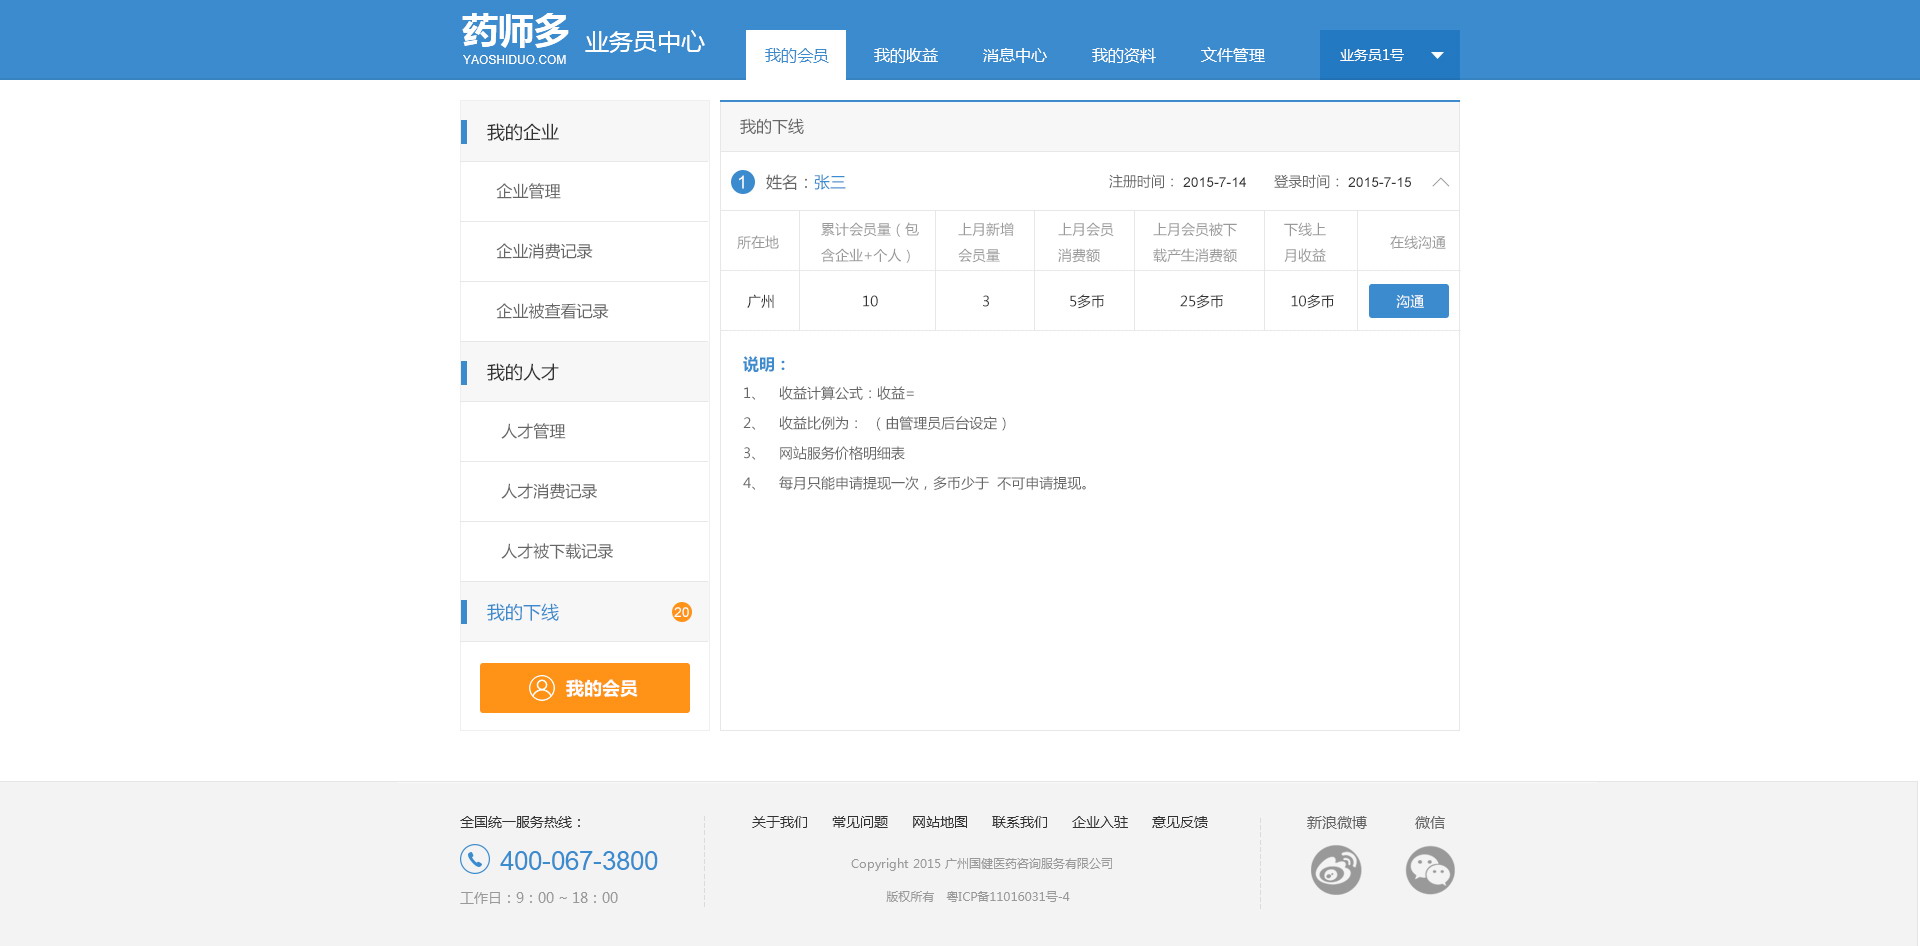 药师多
YAOSHIDUO.COM
业务员中心
我的会员 我的收益 消息中心 我的资料 文件管理
业务员1号
我的企业
企业管理
企业消费记录
企业被查看记录
我的人才
人才管理
人才消费记录
人才被下载记录
我的下线 20
我的会员
我的下线
1 姓名：张三 注册时间： 2015-7-14 登录时间： 2015-7-15
所在地 累计会员量（包含企业+个人） 上月新增会员量 上月会员消费额 上月会员被下载产生消费额 下线上月收益 在线沟通
广州 10 3 5多币 25多币 10多币 沟通
说明：
1、 收益计算公式：收益=
2、 收益比例为： （由管理员后台设定）
3、 网站服务价格明细表
4、 每月只能申请提现一次，多币少于 不可申请提现。
全国统一服务热线：
400-067-3800
工作日：9：00 ~ 18：00
关于我们 常见问题 网站地图 联系我们 企业入驻 意见反馈
Copyright 2015 广州国健医药咨询服务有限公司
版权所有 粤ICP备11016031号-4
新浪微博 微信